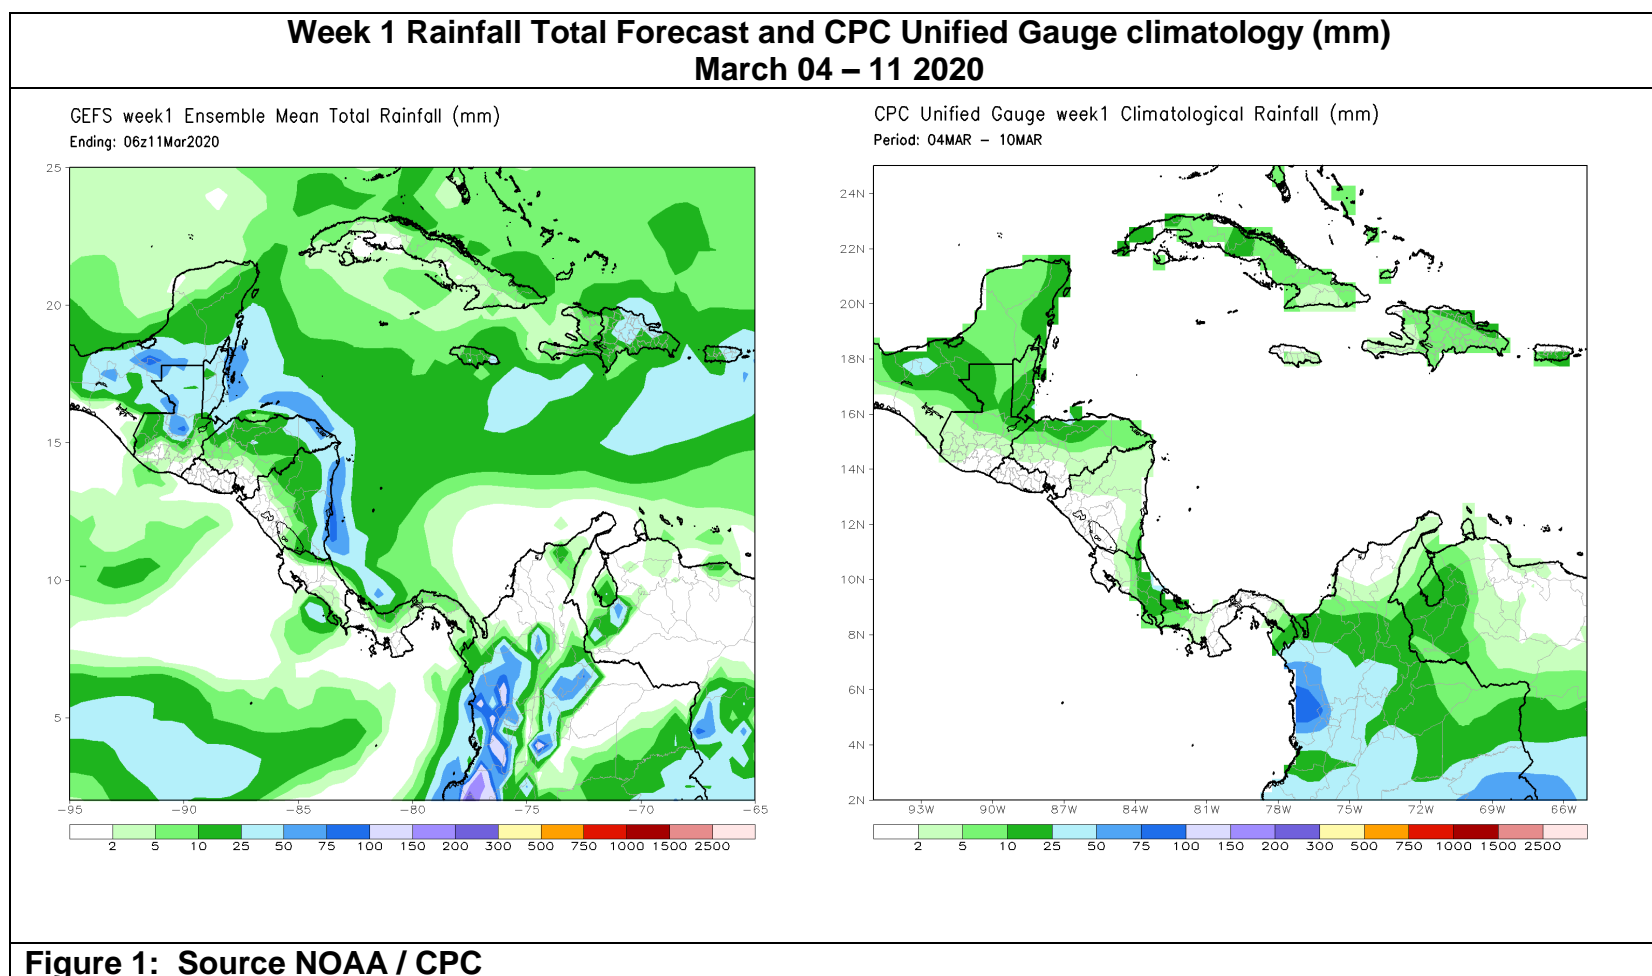 Week 1 Rainfall Total Forecast and CPC Unified Gauge climatology (mm)
March 04 – 11 2020
GEFS week1 Ensemble Mean Total Rainfall (mm)
Ending: 06z11Mar2020
25
20
15
10
5
−95 −90 −85 −80 −75 −70 −65
2 5 10 25 50 75 100 150 200 300 500 750 1000 1500 2500
CPC Unified Gauge week1 Climatological Rainfall (mm)
Period: 04MAR − 10MAR
24N
22N
20N
18N
16N
14N
12N
10N
8N
6N
4N
2N
93W 90W 87W 84W 81W 78W 75W 72W 69W 66W
2 5 10 25 50 75 100 150 200 300 500 750 1000 1500 2500
Figure 1: Source NOAA / CPC